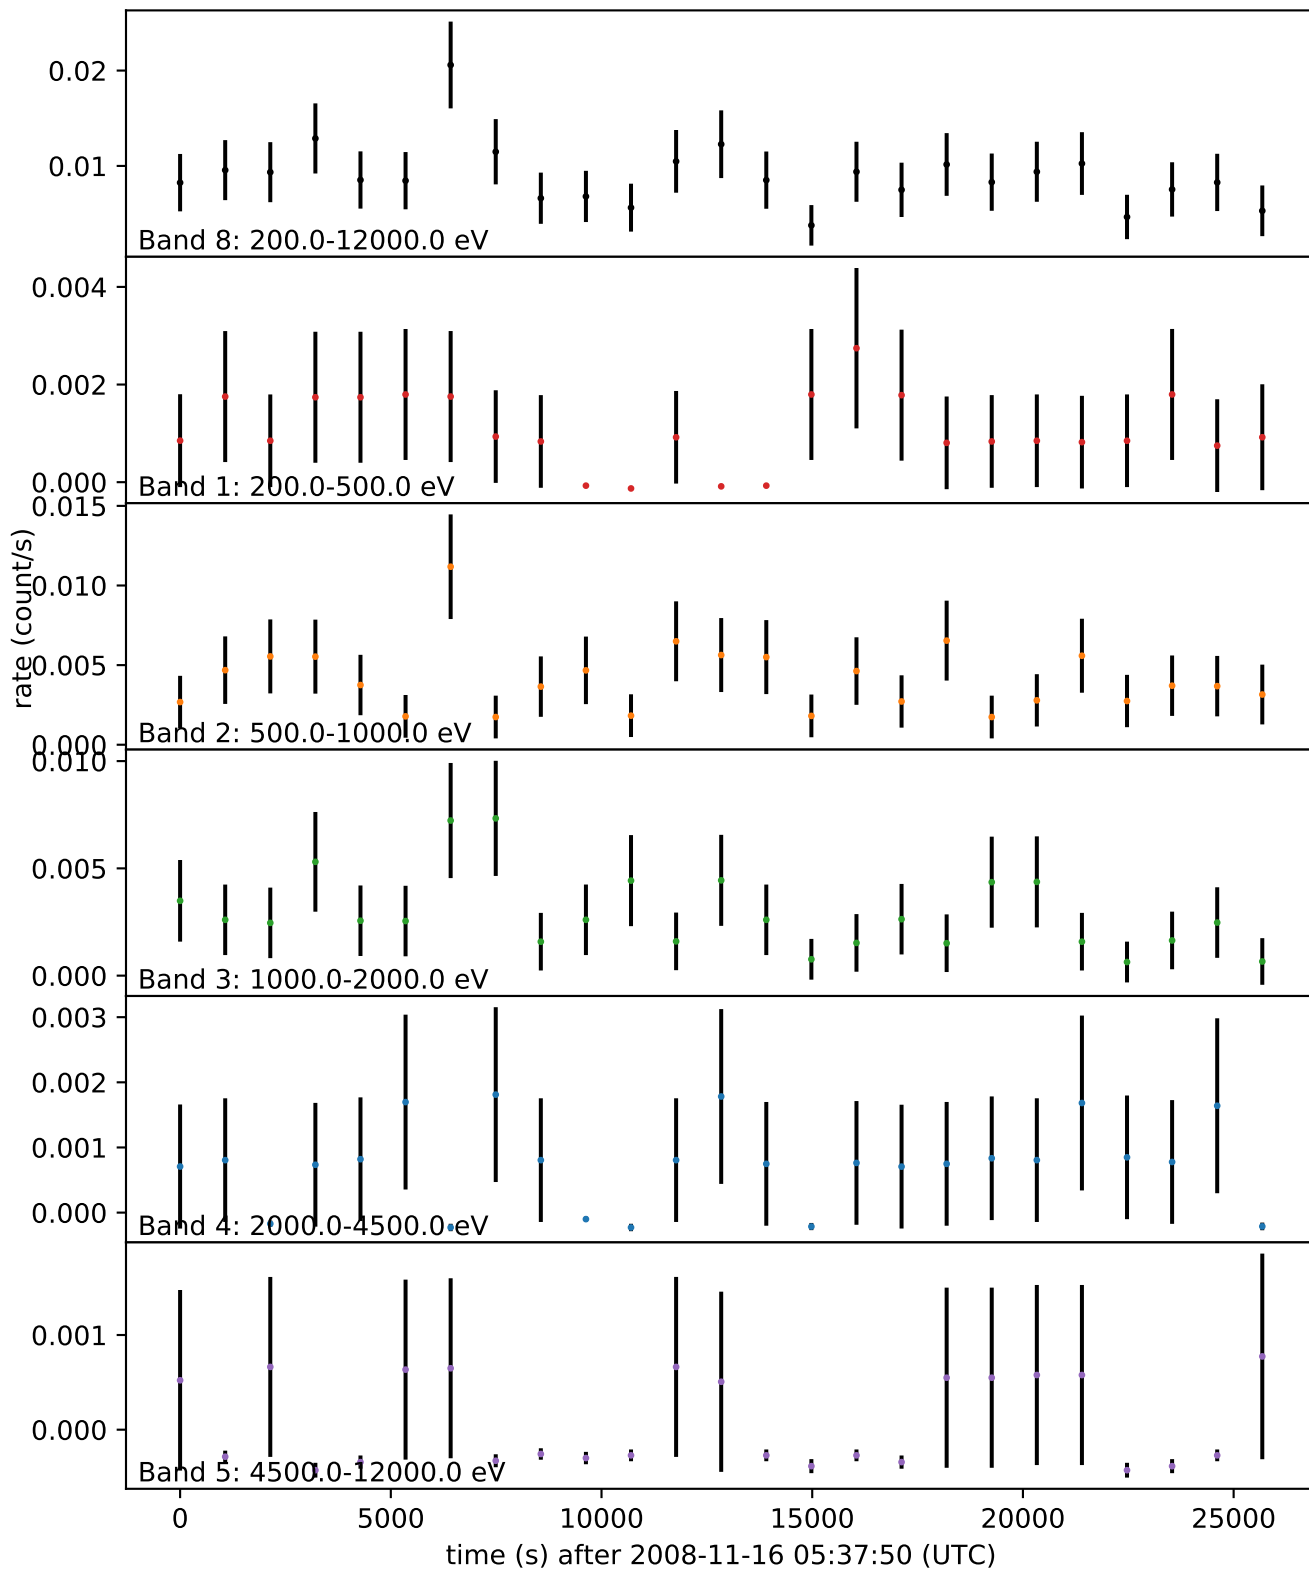 0.02
0.01
Band 8: 200.0-12000.0 eV
0.004
0.002
0.000
Band 1: 200.0-500.0 eV
0.015
rate (count/s)
0.010
0.005
0.000
Band 2: 500.0-1000.0 eV
0.010
0.005
0.000
Band 3: 1000.0-2000.0 eV
0.003
0.002
0.001
0.000
Band 4: 2000.0-4500.0 eV
0.001
0.000
Band 5: 4500.0-12000.0 eV
0 5000 10000 15000 20000 25000
time (s) after 2008-11-16 05:37:50 (UTC)